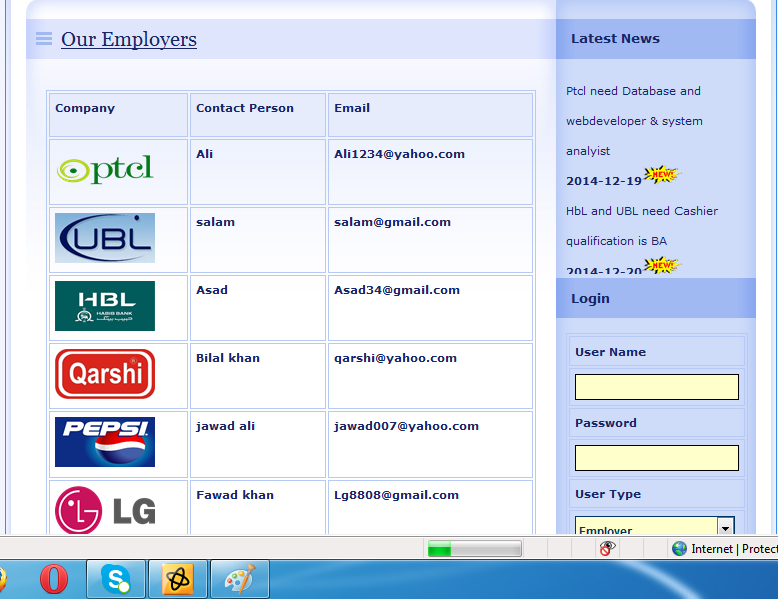 Our Employers
Company Contact Person Email
ptcl Ali Ali1234@yahoo.com
UBL salam salam@gmail.com
HBL
HABIB BANK Asad Asad34@gmail.com
Qarshi Bilal khan qarshi@yahoo.com
PEPSI jawad ali jawad007@yahoo.com
LG Fawad khan Lg8808@gmail.com
Latest News
Ptcl need Database and
webdeveloper & system
analyist
2014-12-19 NEW!
HbL and UBL need Cashier
qualification is BA
2014-12-20 NEW!
Login
User Name
Password
User Type
Employer
Internet | Protect